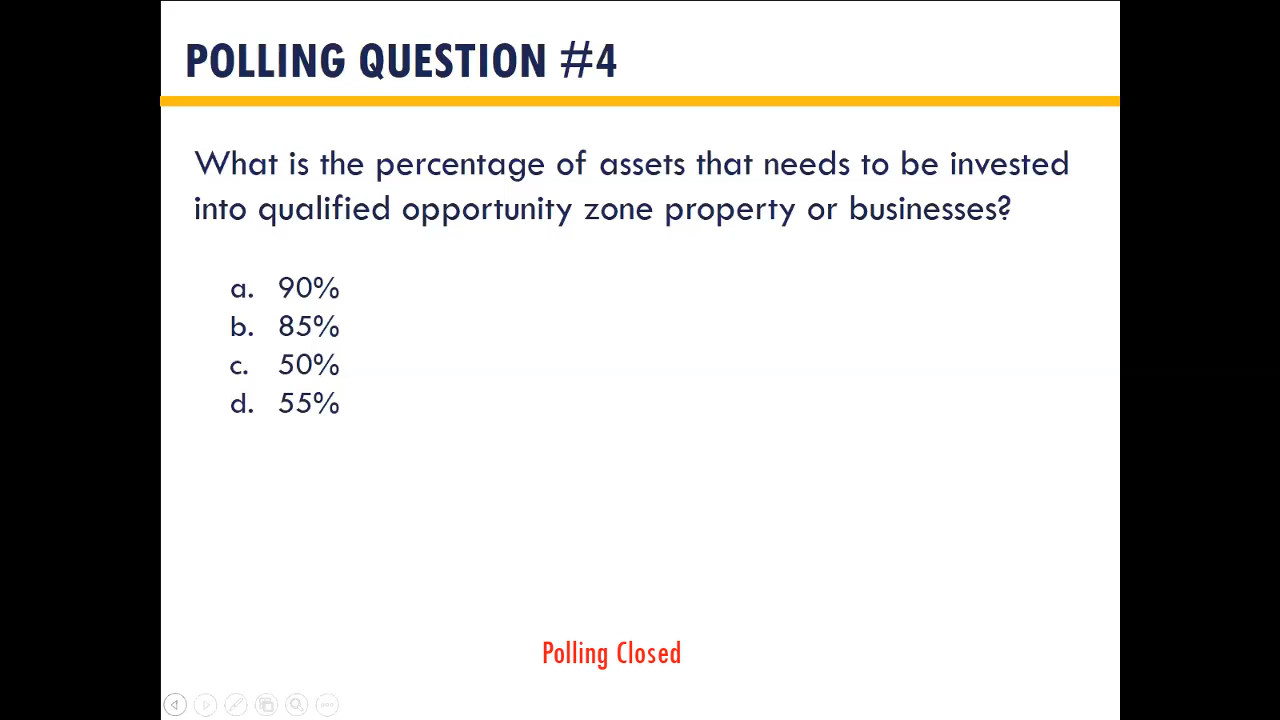 POLLING QUESTION #4
What is the percentage of assets that needs to be invested
into qualified opportunity zone property or businesses?
a. 90%
b. 85%
c. 50%
d. 55%
Polling Closed